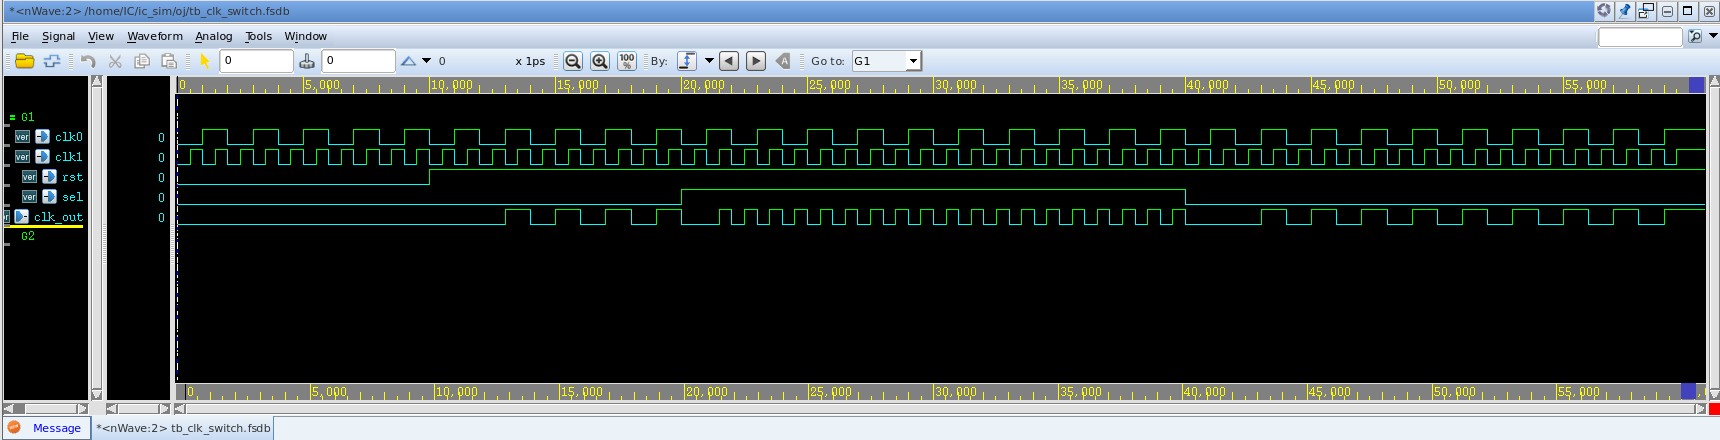 *<nWave:2> /home/IC/ic_sim/oj/tb_clk_switch.fsdb
File Signal View Waveform Analog Tools Window
0 0 0 x 1ps 100% By: Go to: G1
0 5,000 10,000 15,000 20,000 25,000 30,000 35,000 40,000 45,000 50,000 55,000
G1
ver clk0 0
ver clk1 0
ver rst 0
ver sel 0
clk_out 0
G2
0 5,000 10,000 15,000 20,000 25,000 30,000 35,000 40,000 45,000 50,000 55,000
Message *<nWave:2> tb_clk_switch.fsdb